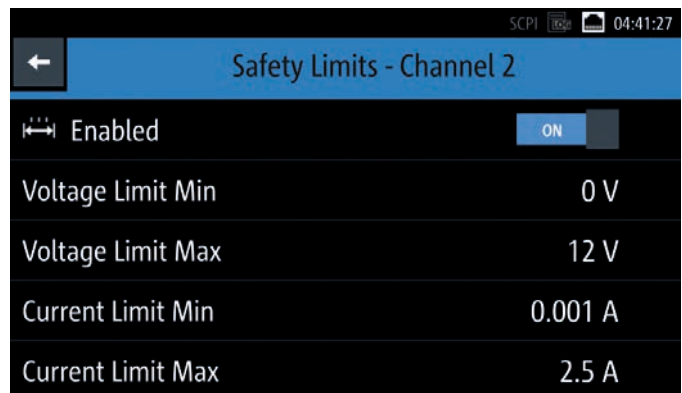 SCPI LOG 04:41:27
Safety Limits - Channel 2
Enabled ON
Voltage Limit Min 0 V
Voltage Limit Max 12 V
Current Limit Min 0.001 A
Current Limit Max 2.5 A